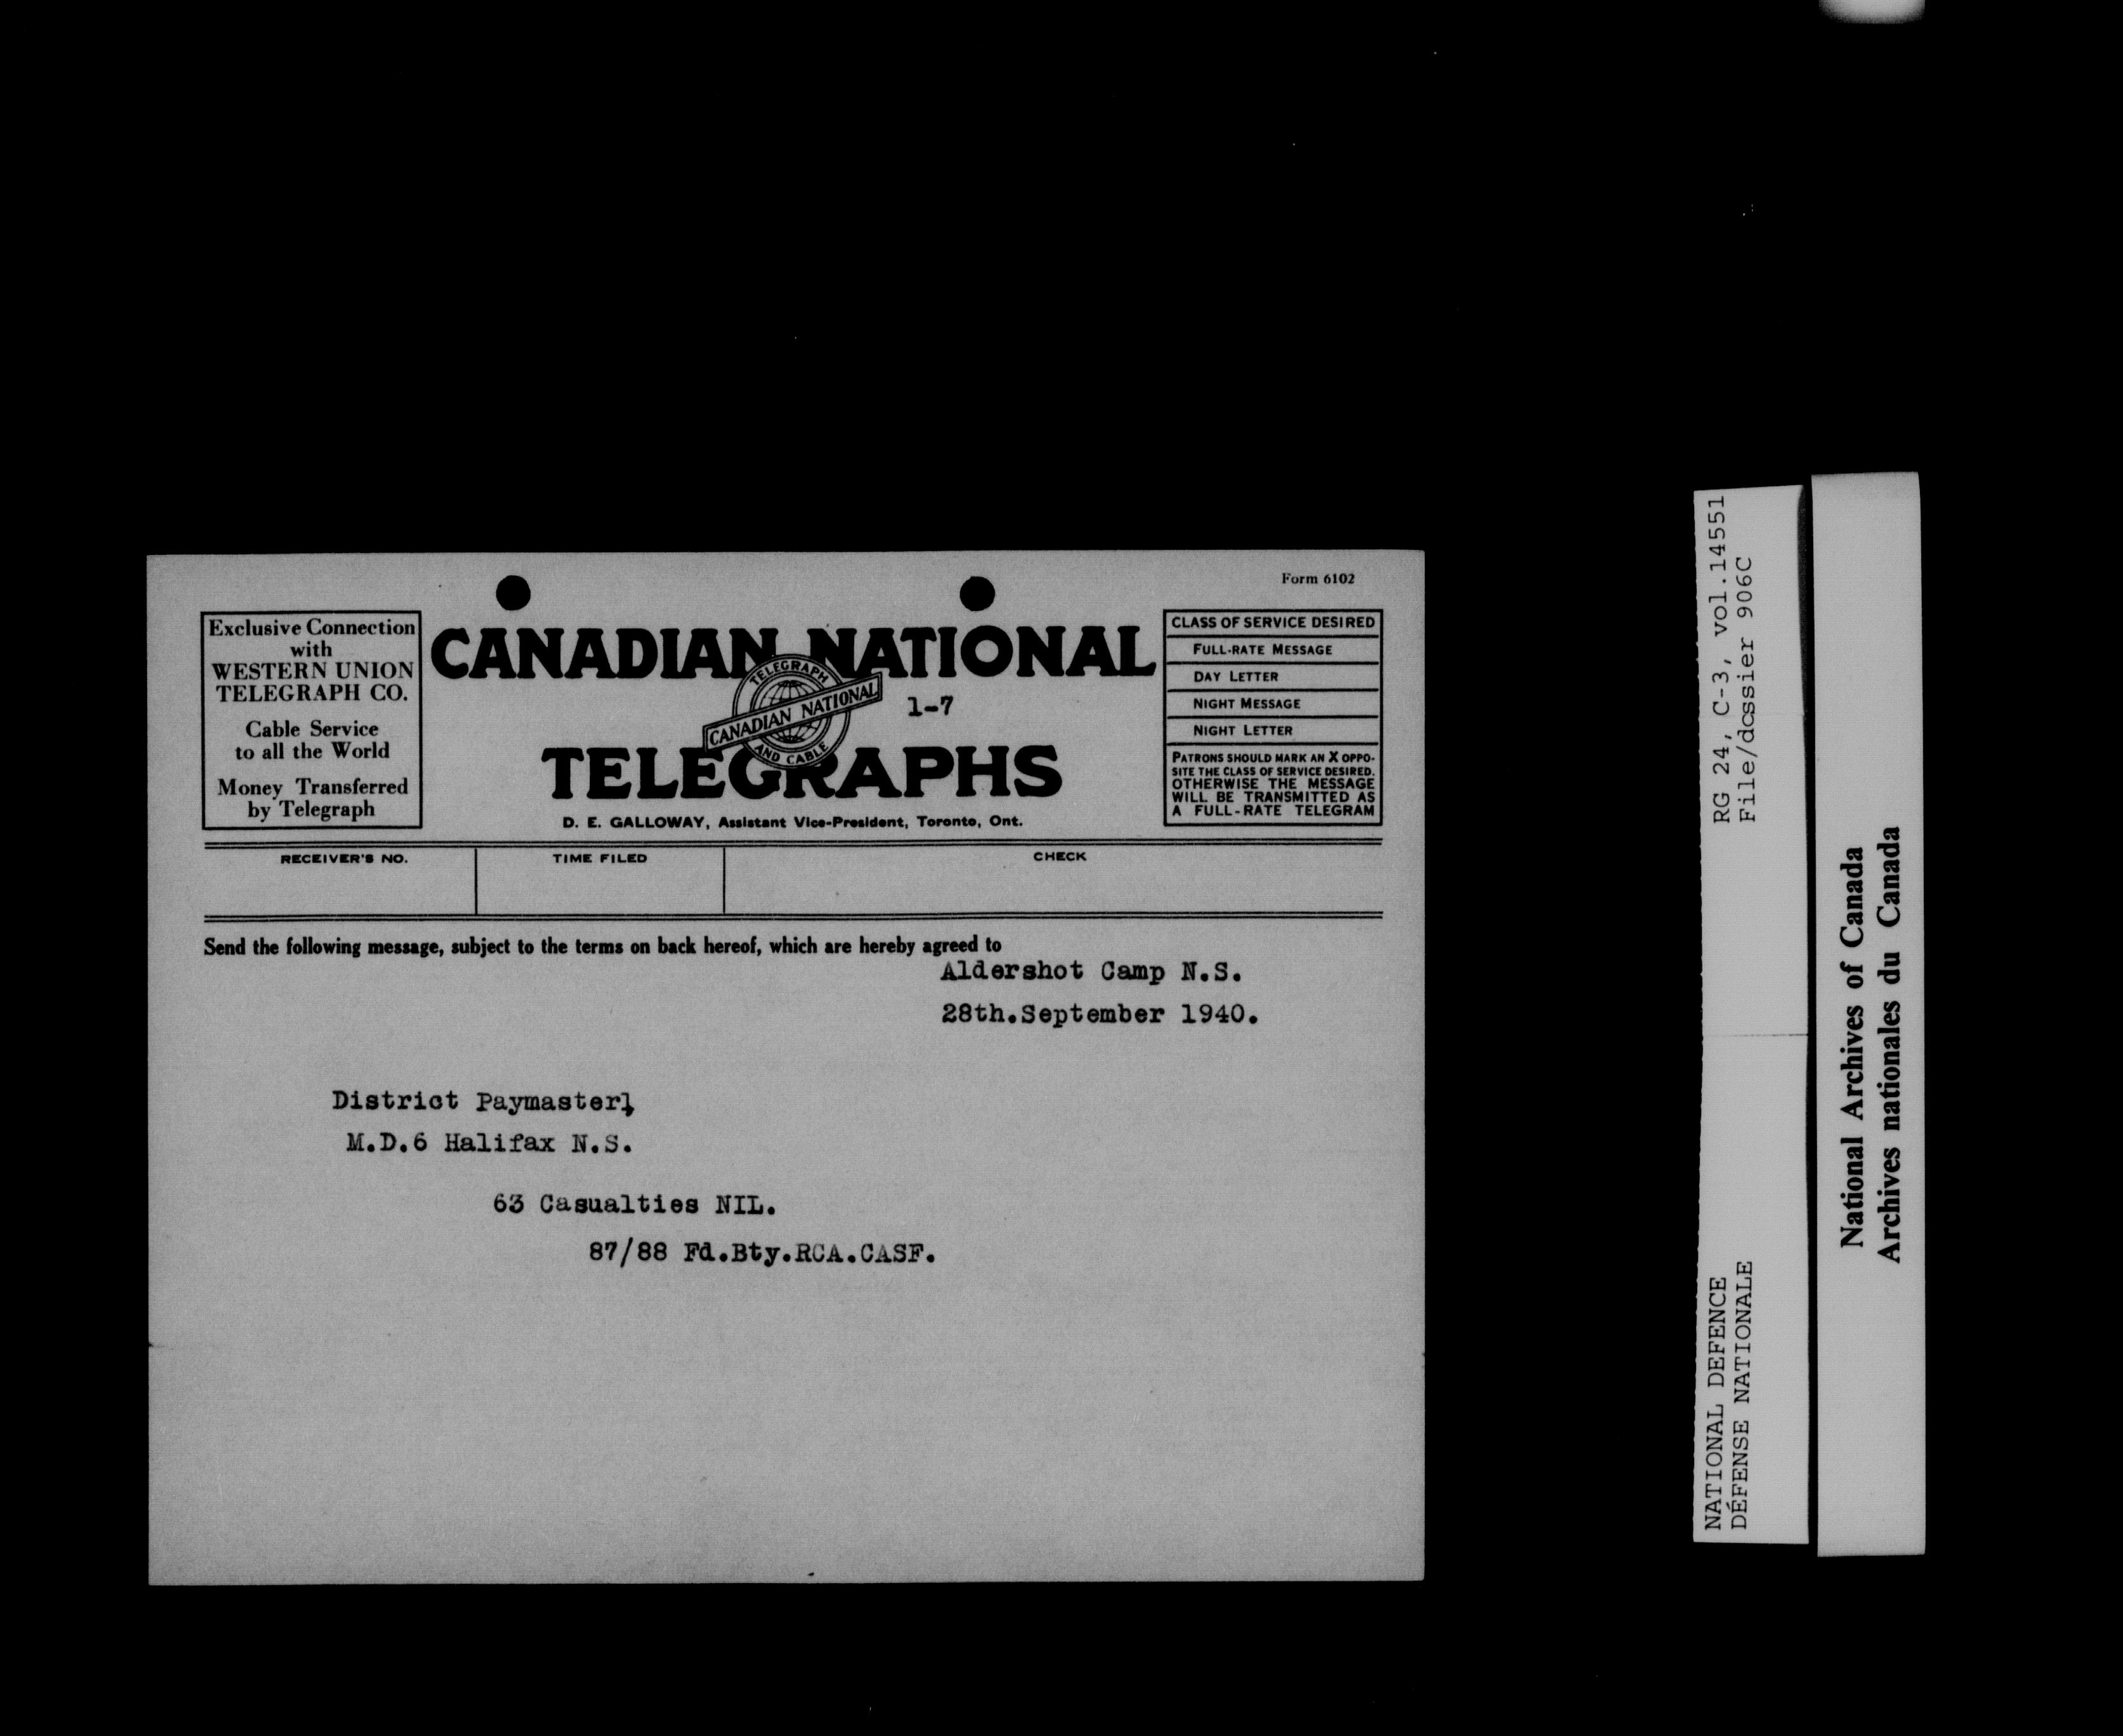 Form 6102
Exclusive Connection
with
WESTERN UNION
TELEGRAPH CO.
Cable Service
to all the World
Money Transferred
by Telegraph
CANADIAN NATIONAL
TELEGRAPH
CANADIAN NATIONAL
AND CABLE
1-7
TELEGRAPHS
D. E. GALLOWAY, Assistant Vice-President, Toronto, Ont.
CLASS OF SERVICE DESIRED
FULL-RATE MESSAGE
DAY LETTER
NIGHT MESSAGE
NIGHT LETTER
PATRONS SHOULD MARK AN X OPPO-
SITE THE CLASS OF SERVICE DESIRED.
OTHERWISE THE MESSAGE
WILL BE TRANSMITTED AS
A FULL-RATE TELEGRAM
RECEIVER'S NO.
TIME FILED
CHECK
Send the following message, subject to the terms on back hereof, which are hereby agreed to
Aldershot Camp N.S.
28th.September 1940.
District Paymaster,
M.D.6 Halifax N.S.
63 Casualties NIL.
87/88 Fd.Bty.RCA.CASF.
RG 24, C-3, vol.14551
File/dossier 906C
NATIONAL DEFENCE
DÉFENSE NATIONALE
National Archives of Canada
Archives nationales du Canada